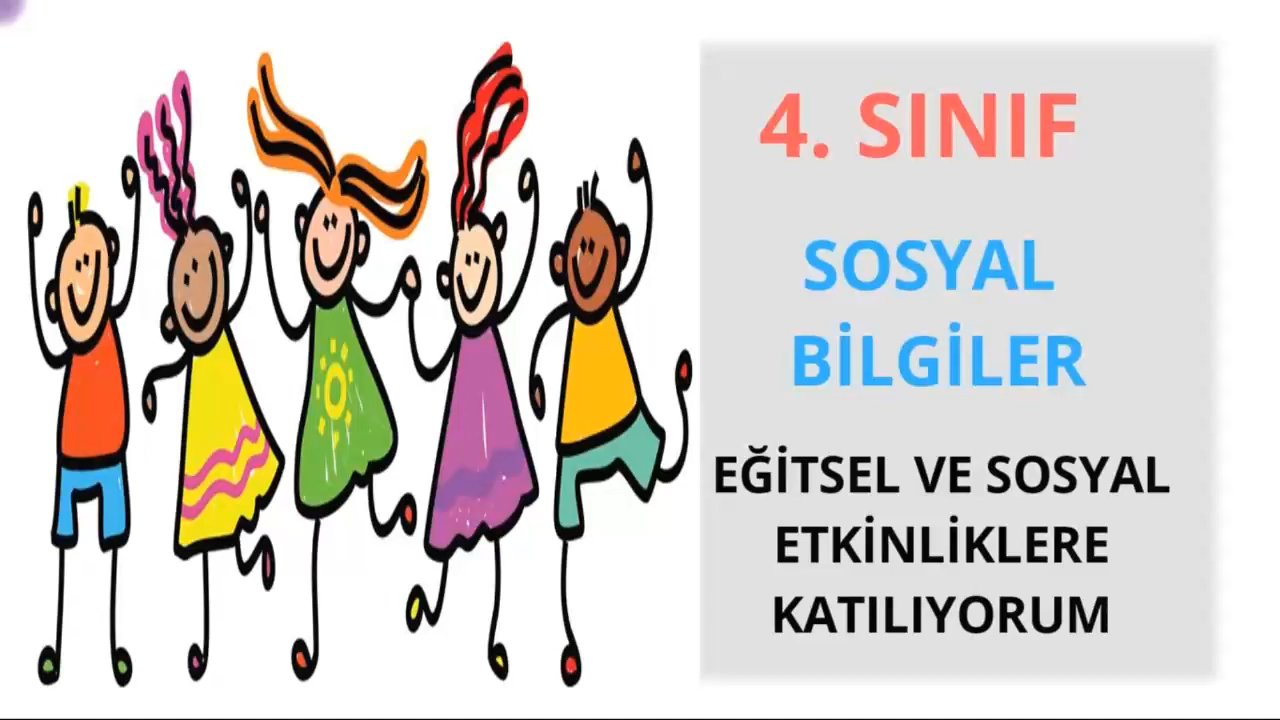 4. SINIF
SOSYAL
BİLGİLER
EĞİTSEL VE SOSYAL
ETKİNLİKLERE
KATILIYORUM